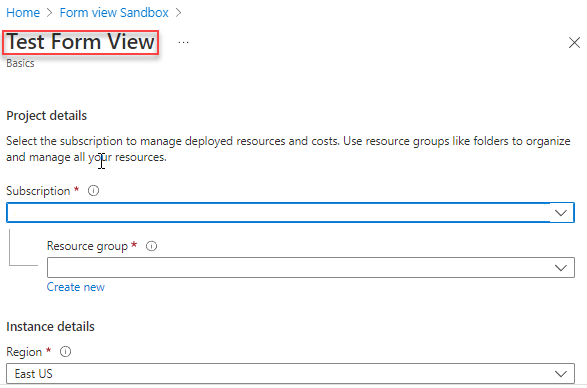 Home > Form view Sandbox >
Test Form View ...
Basics
Project details
Select the subscription to manage deployed resources and costs. Use resource groups like folders to organize
and manage all your resources.
Subscription *
Resource group *
Create new
Instance details
Region *
East US